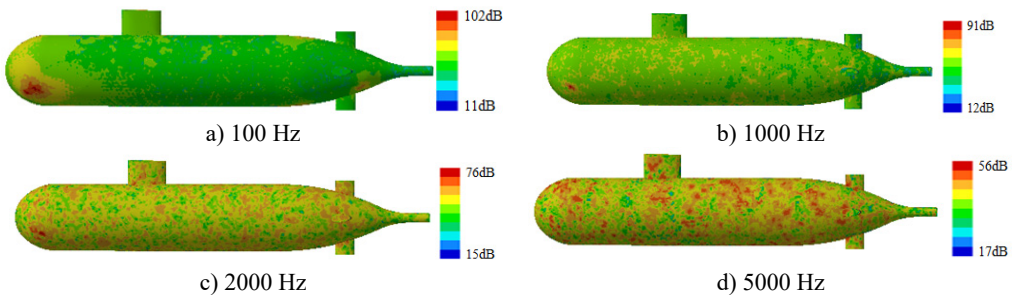 102dB
11dB
a) 100 Hz
91dB
12dB
b) 1000 Hz
76dB
15dB
c) 2000 Hz
56dB
17dB
d) 5000 Hz